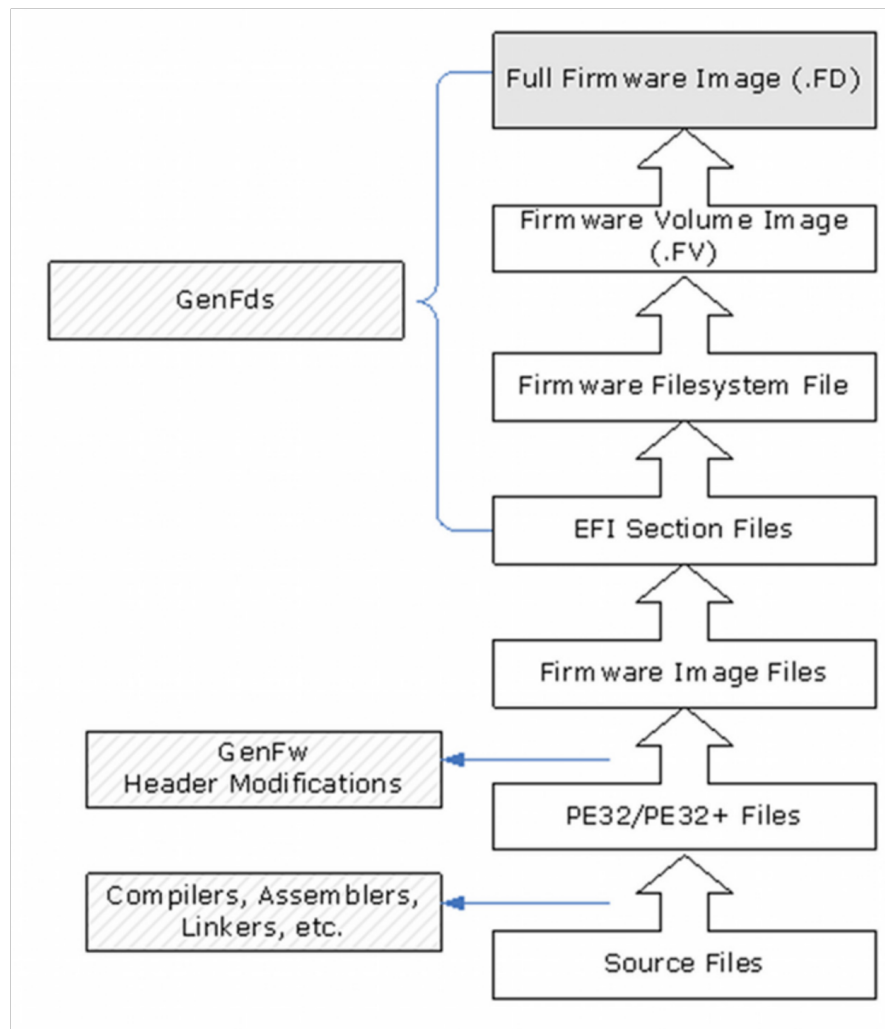 Full Firmware Image (.FD)
Firmware Volume Image
(.FV)
GenFds
Firmware Filesystem File
EFI Section Files
Firmware Image Files
GenFw
Header Modifications
PE32/PE32+ Files
Compilers, Assemblers,
Linkers, etc.
Source Files